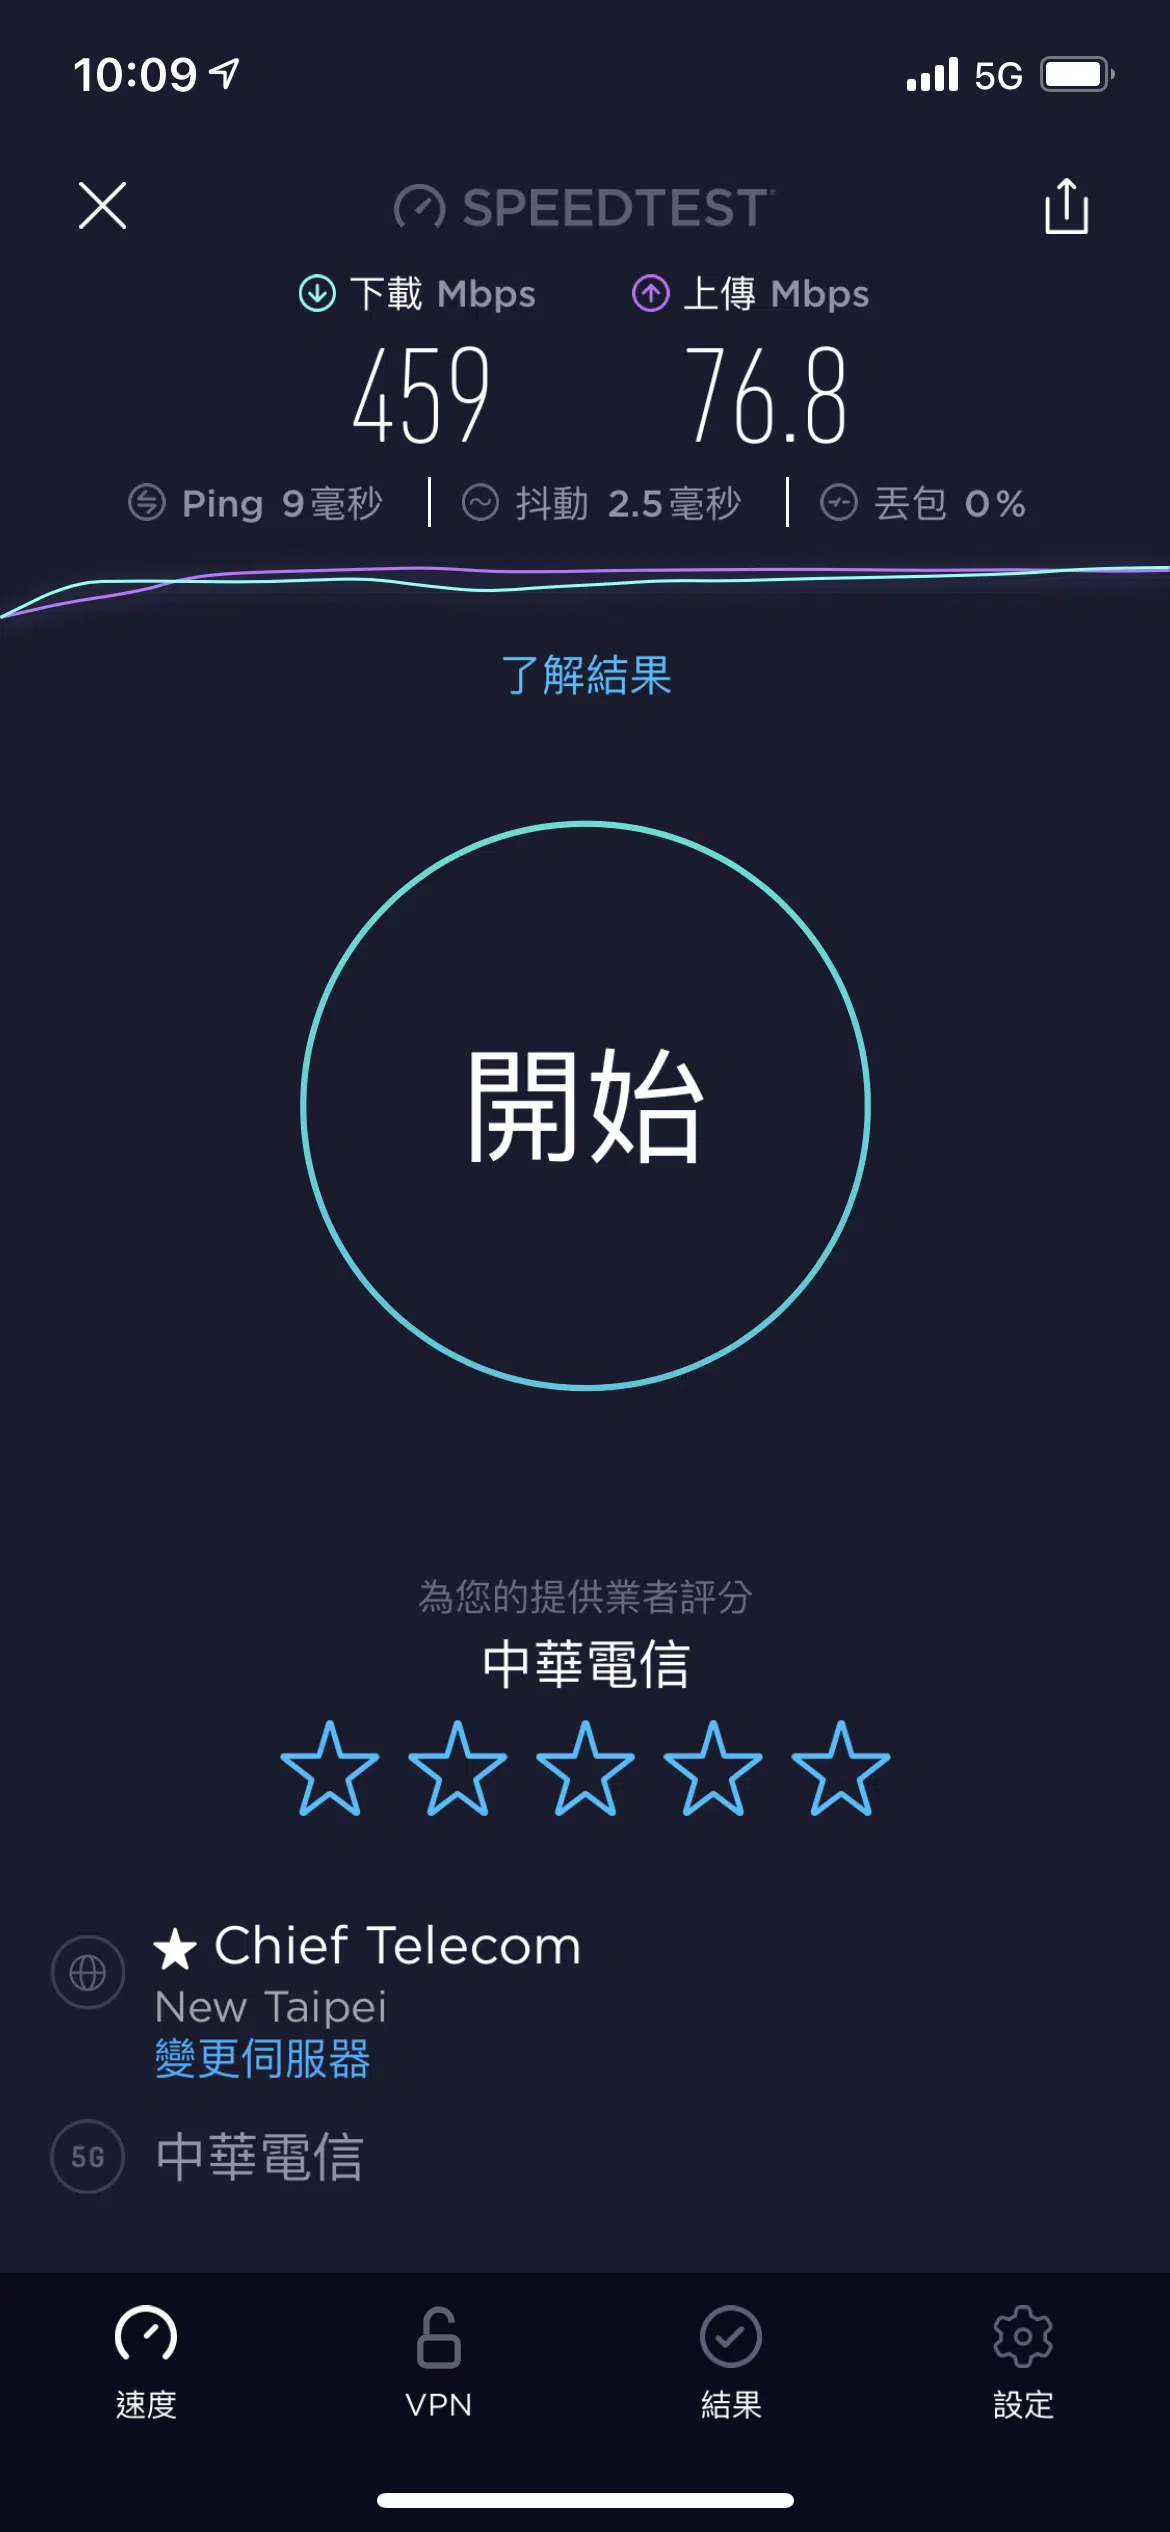 10:09 5G
SPEEDTEST
下載 Mbps 上傳 Mbps
459 76.8
Ping 9毫秒 抖動 2.5毫秒 丟包 0%
了解結果
開始
為您的提供業者評分
中華電信
Chief Telecom
New Taipei
變更伺服器
5G 中華電信
速度 VPN 結果 設定